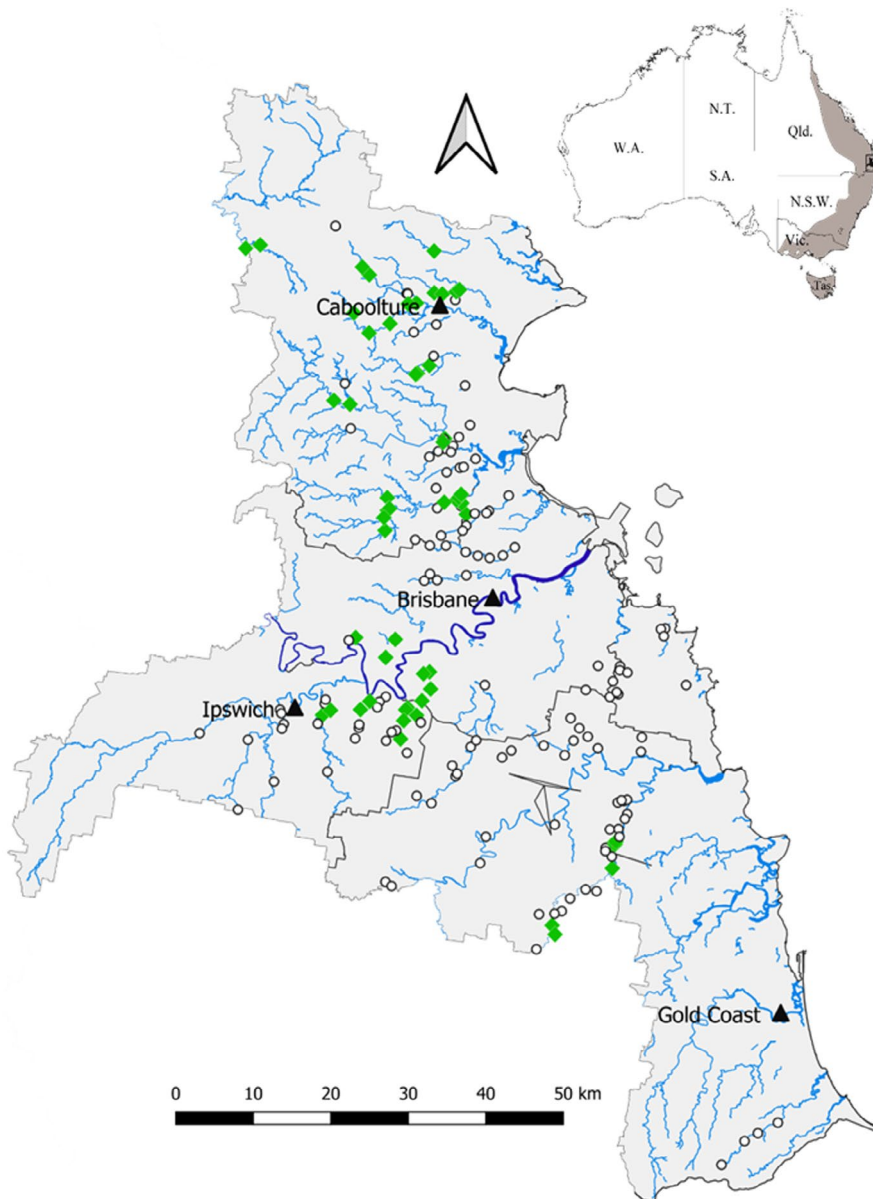 N.T.
Qld.
W.A.
S.A.
N.S.W.
Vic.
Tas.
Caboolture
Brisbane
Ipswich
Gold Coast
0 10 20 30 40 50 km